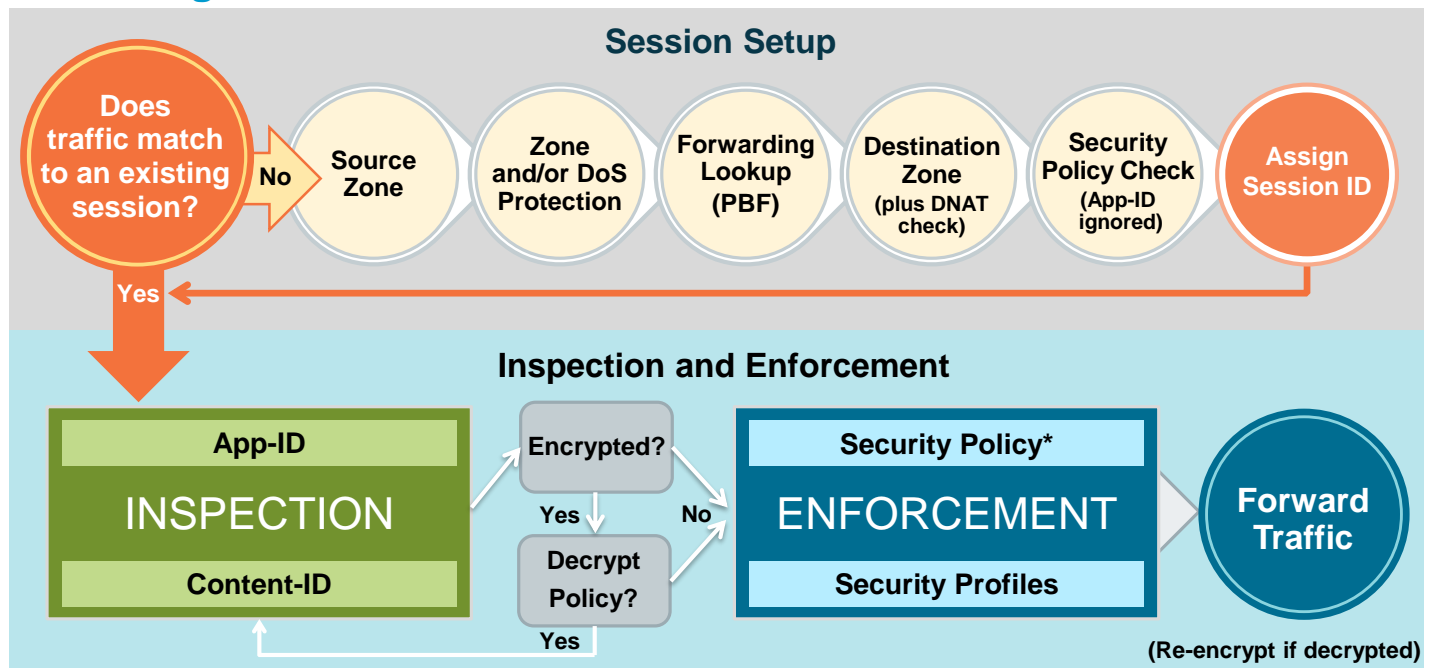 Session Setup
Does
traffic match
to an existing
session?
No
Source
Zone
Zone
and/or DoS
Protection
Forwarding
Lookup
(PBF)
Destination
Zone
(plus DNAT
check)
Security
Policy Check
(App-ID
ignored)
Assign
Session ID
Yes
Inspection and Enforcement
App-ID
INSPECTION
Content-ID
Encrypted?
Yes
No
Decrypt
Policy?
Yes
Security Policy*
ENFORCEMENT
Security Profiles
Forward
Traffic
(Re-encrypt if decrypted)